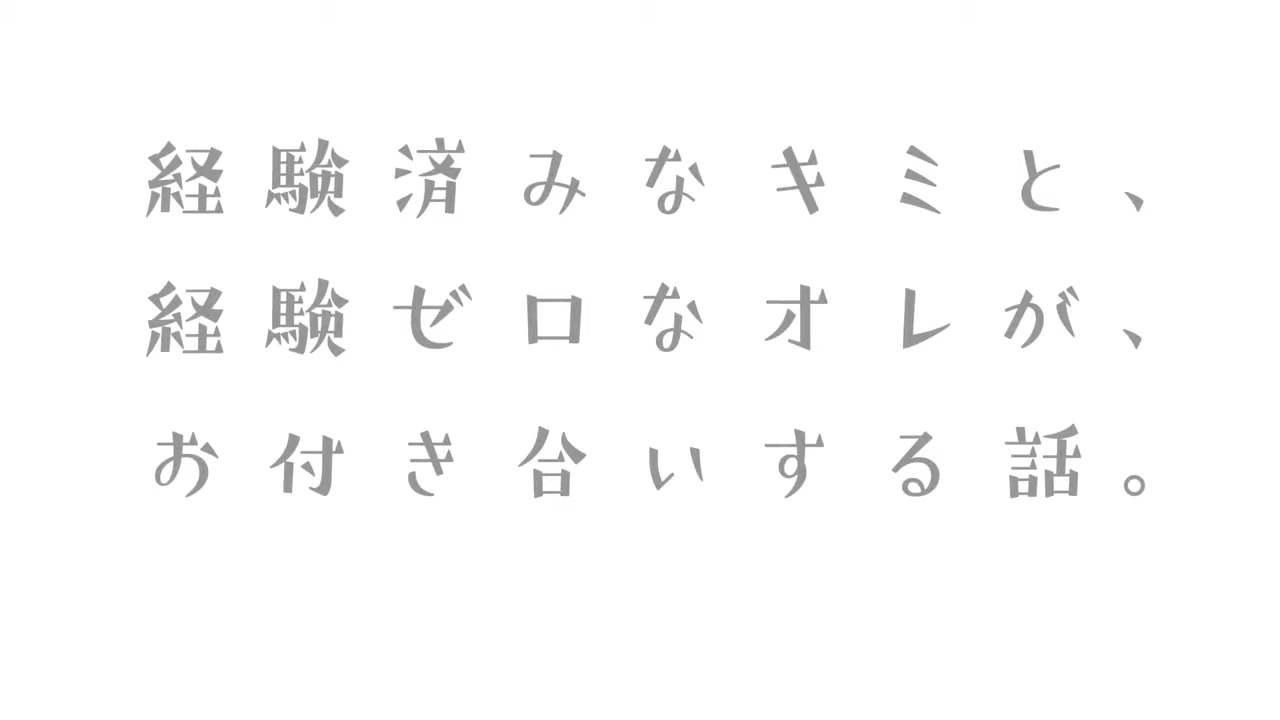 経験済みなキミと、
経験ゼロなオレが、
お付き合いする話。